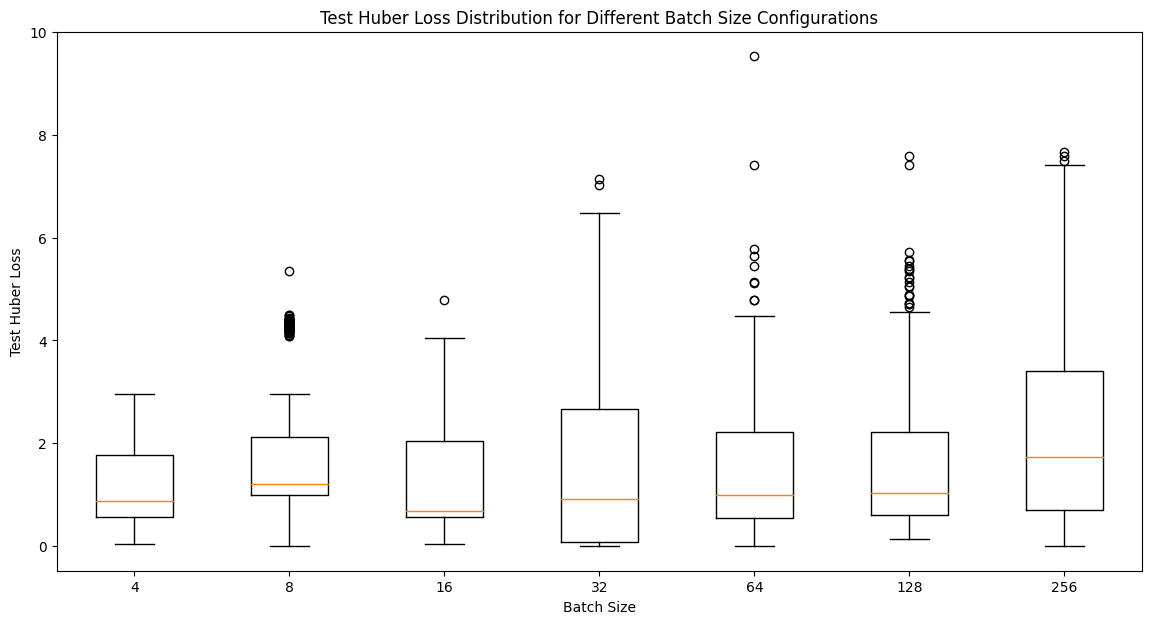 Test Huber Loss Distribution for Different Batch Size Configurations
10
8
6
4
2
0
Test Huber Loss
4 8 16 32 64 128 256
Batch Size